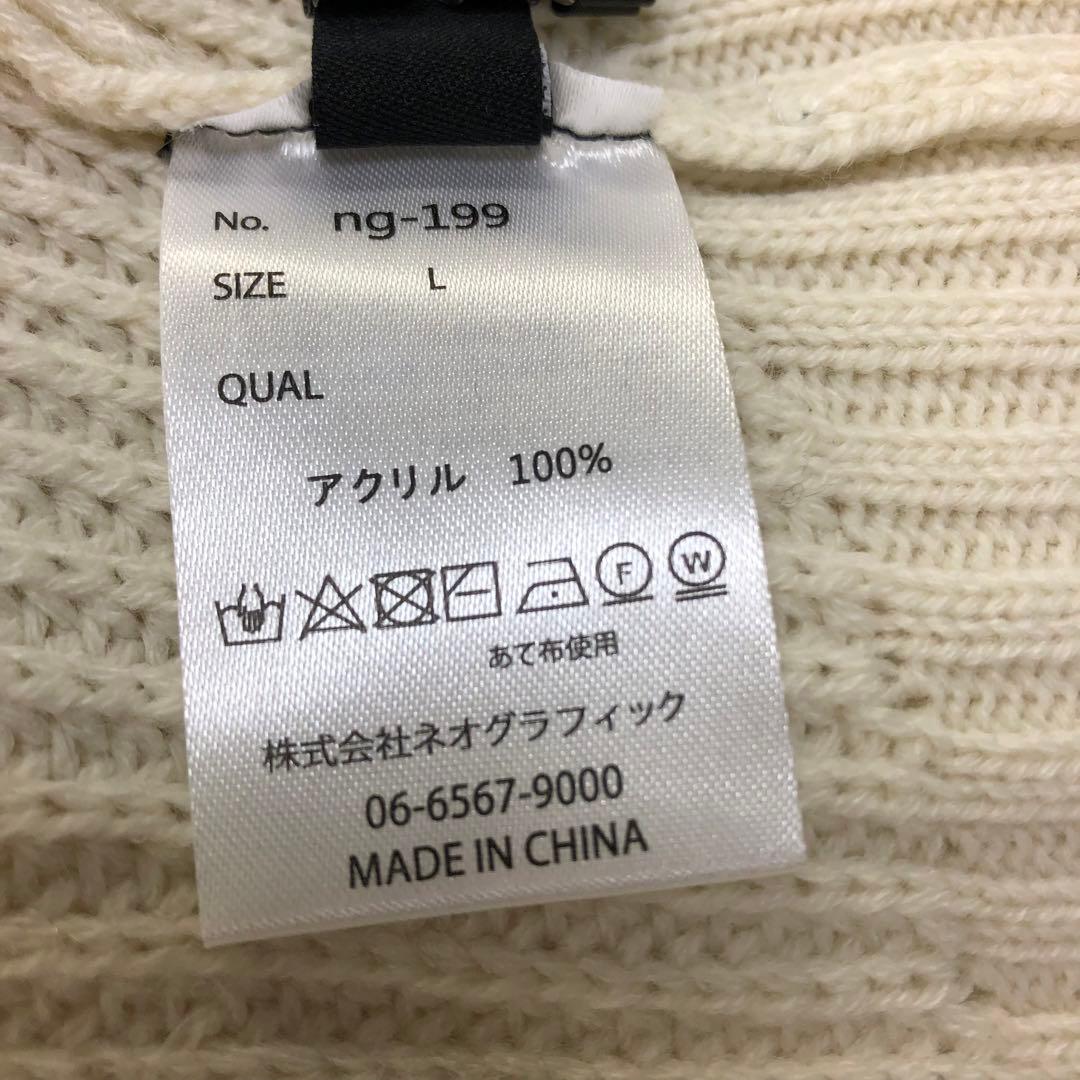 No. ng-199
SIZE L
QUAL
アクリル 100%
F W
あて布使用
株式会社ネオグラフィック
06-6567-9000
MADE IN CHINA